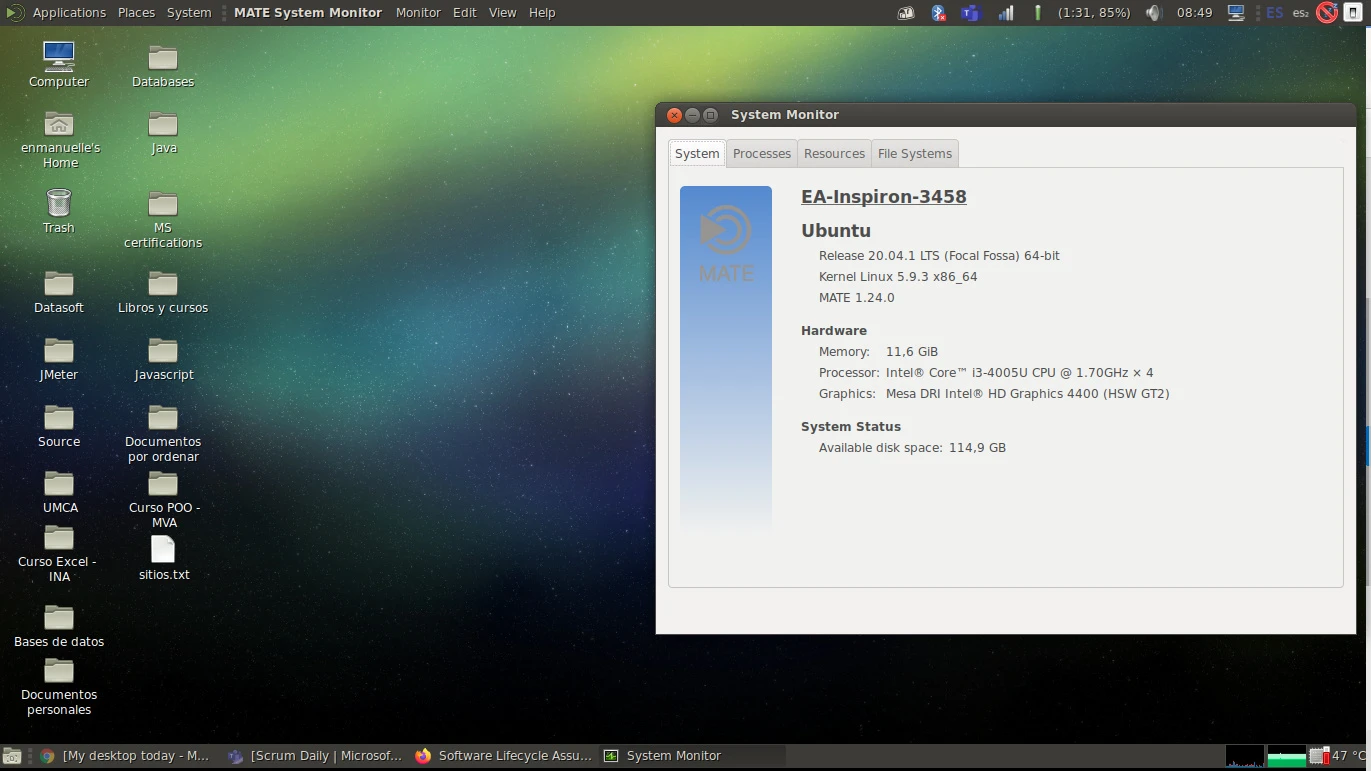 Applications Places System MATE System Monitor Monitor Edit View Help (1:31, 85%) 08:49 ES es₂
Computer
Databases
enmanuelle's
Home
Java
Trash
MS
certifications
Datasoft
Libros y cursos
JMeter
Javascript
Source
Documentos
por ordenar
UMCA
Curso POO -
MVA
Curso Excel -
INA
sitios.txt
Bases de datos
Documentos
personales
System Monitor
System Processes Resources File Systems
MATE
EA-Inspiron-3458
Ubuntu
Release 20.04.1 LTS (Focal Fossa) 64-bit
Kernel Linux 5.9.3 x86_64
MATE 1.24.0
Hardware
Memory: 11,6 GiB
Processor: Intel® Core™ i3-4005U CPU @ 1.70GHz × 4
Graphics: Mesa DRI Intel® HD Graphics 4400 (HSW GT2)
System Status
Available disk space: 114,9 GB
[My desktop today - M... [Scrum Daily | Microsof... Software Lifecycle Assu... System Monitor 47 °C